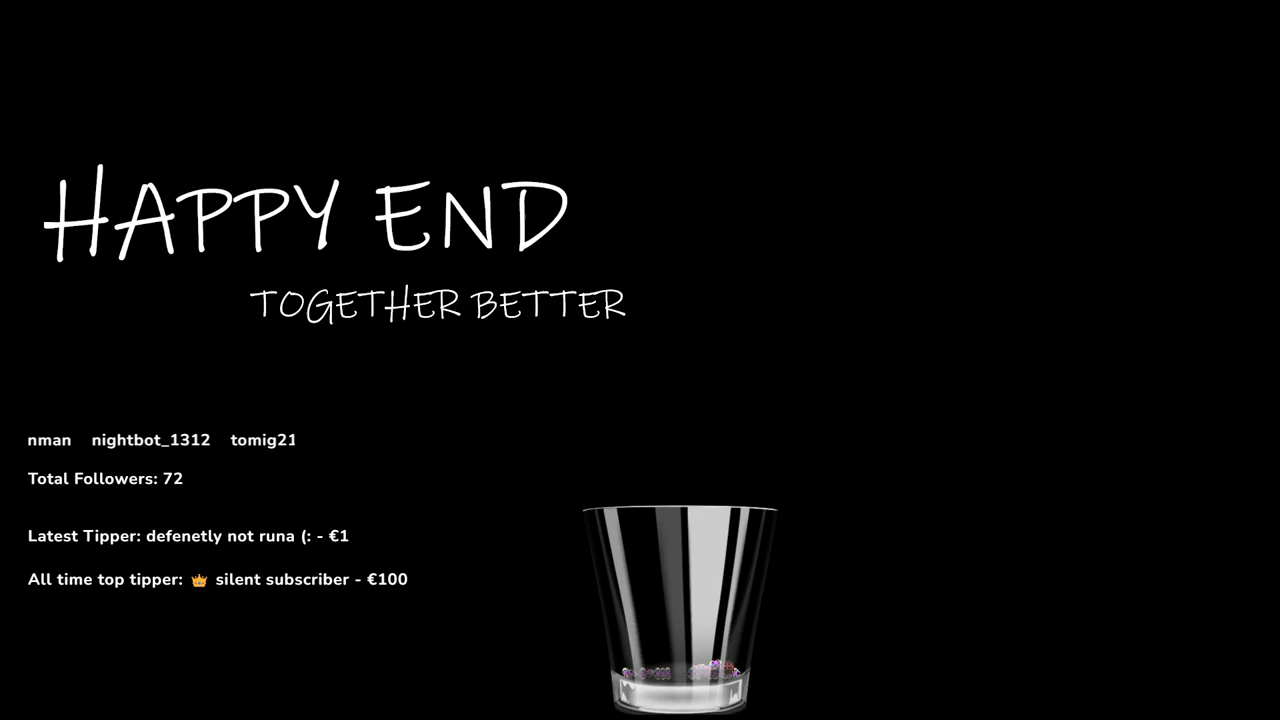 HAPPY END
TOGETHER BETTER
nman nightbot_1312 tomig21
Total Followers: 72
Latest Tipper: defenetly not runa (: - €1
All time top tipper: 👑 silent subscriber - €100